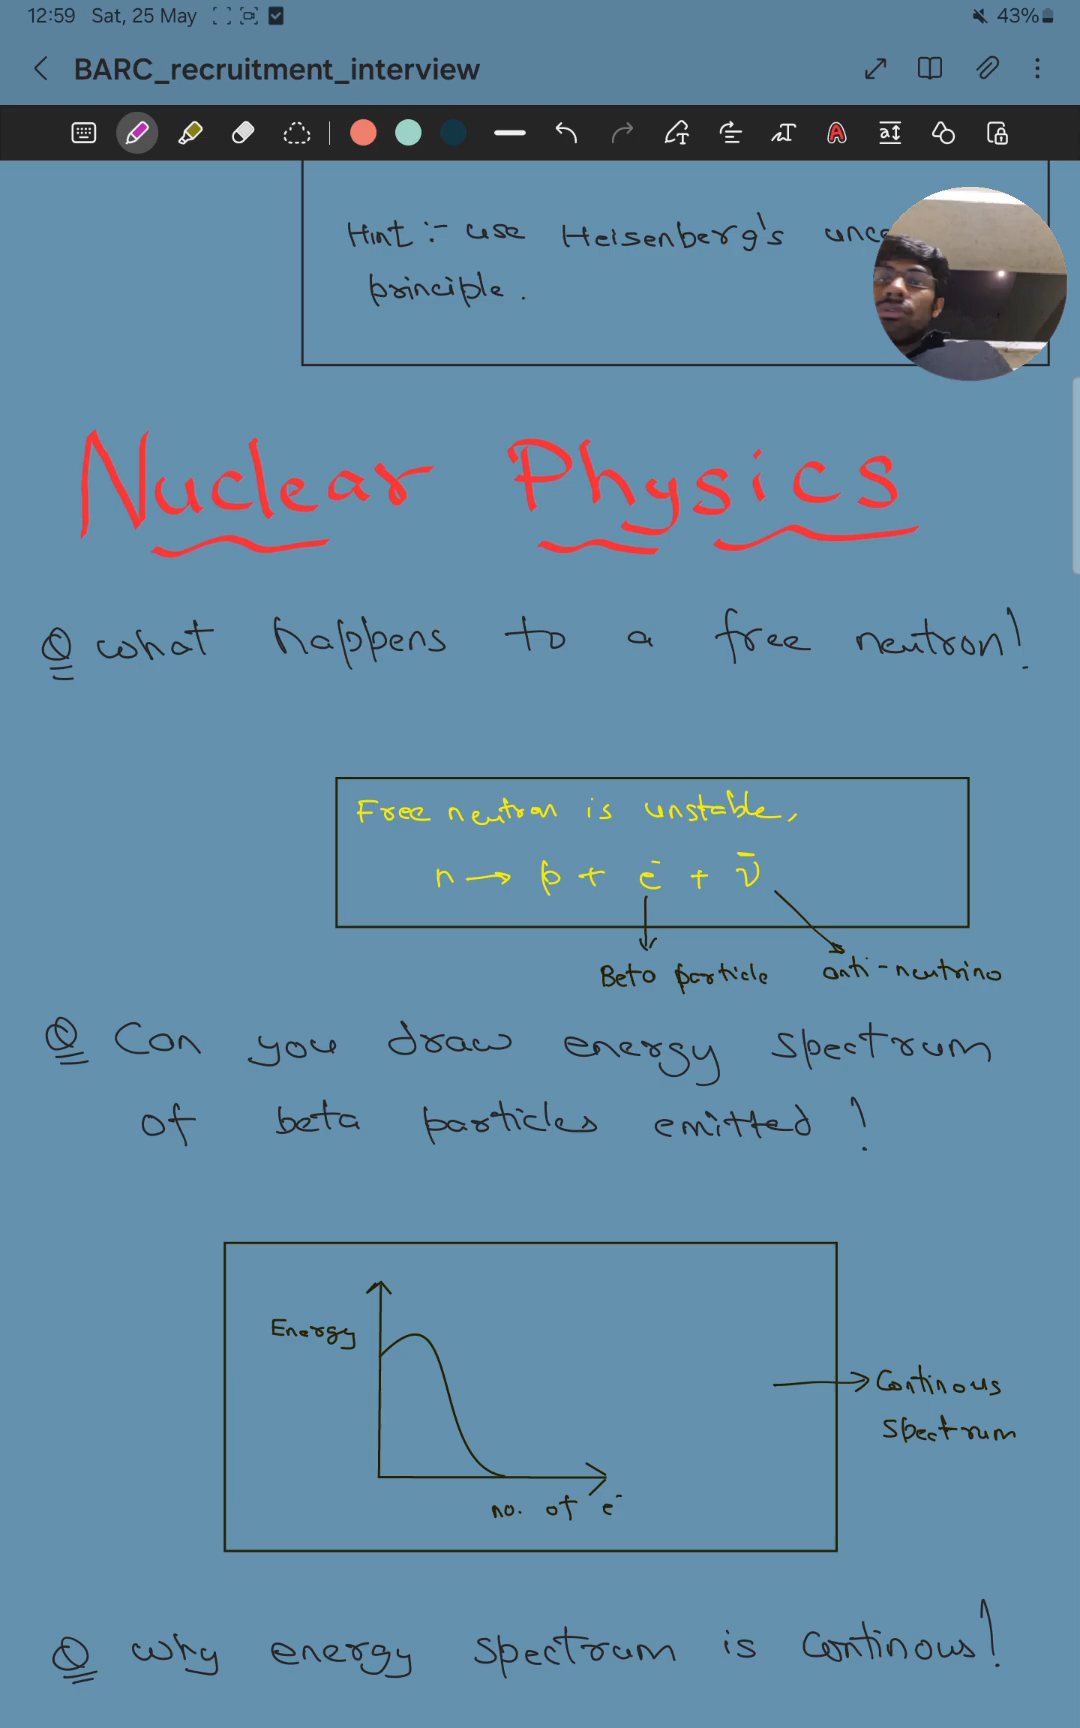 12:59 Sat, 25 May
43%
BARC_recruitment_interview
Hint :- use Heisenberg's
principle.
Nuclear Physics
Q what happens to a free neutron!
Free neutron is unstable,
n → p + e⁻ + ν̄
Beta particle
anti-neutrino
Q Can you draw energy spectrum
of beta particles emitted!
Energy
no. of e⁻
→ Continous
Spectrum
Q why energy spectrum is continous!